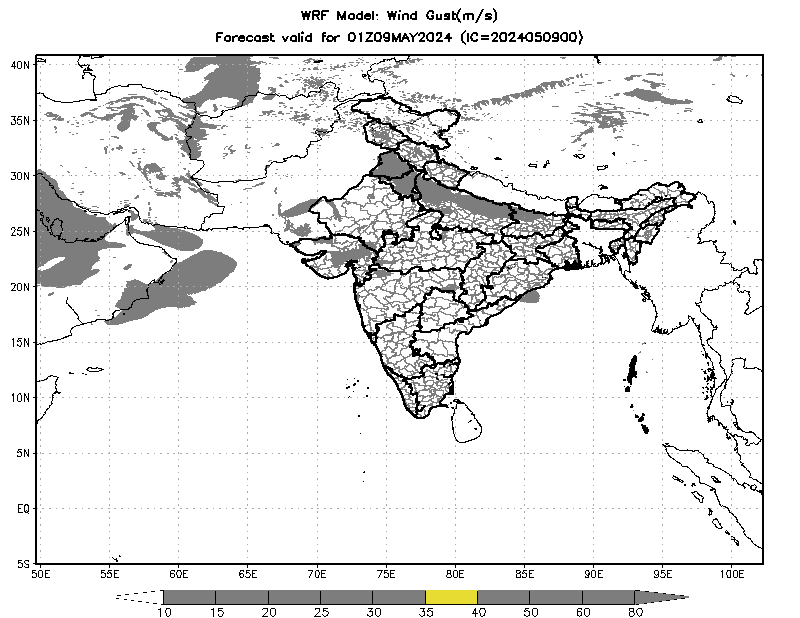 WRF Model: Wind Gust(m/s)
Forecast valid for 01Z09MAY2024 (IC=2024050900)
40N
35N
30N
25N
20N
15N
10N
5N
EQ
5S
50E 55E 60E 65E 70E 75E 80E 85E 90E 95E 100E
10 15 20 25 30 35 40 50 60 80